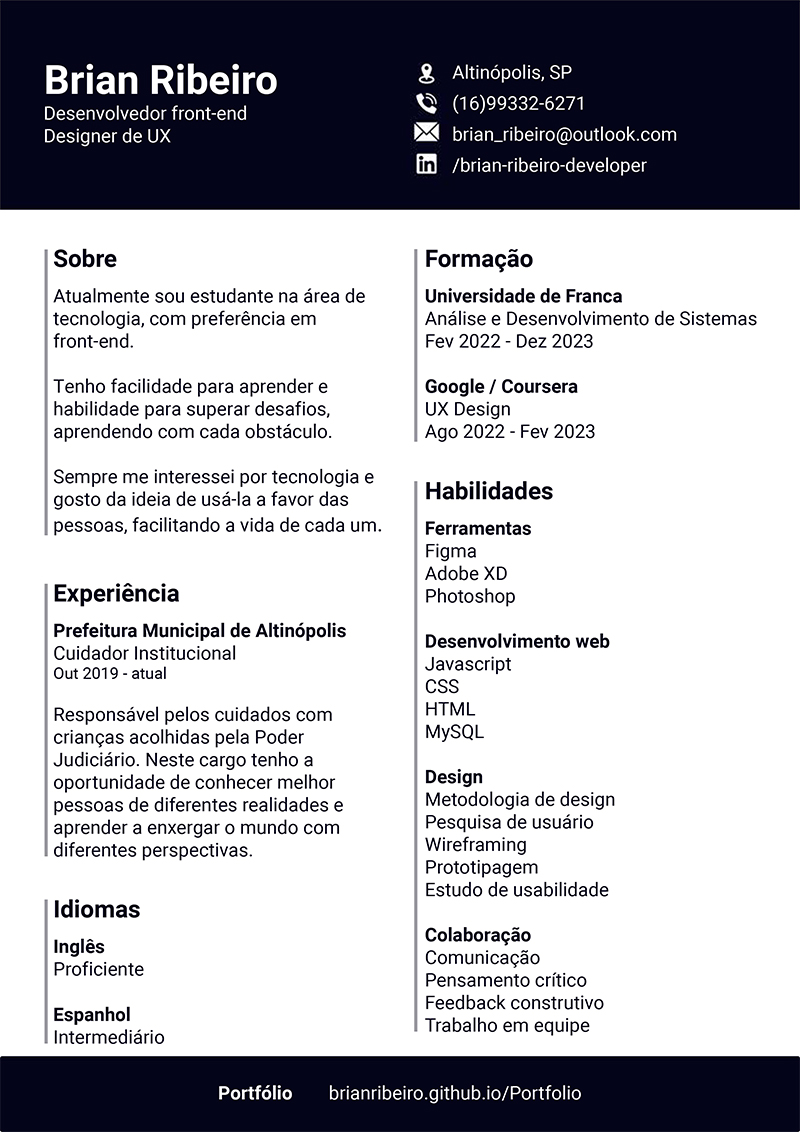 Brian Ribeiro
Desenvolvedor front-end
Designer de UX
Altinópolis, SP
(16)99332-6271
brian_ribeiro@outlook.com
/brian-ribeiro-developer
Sobre
Atualmente sou estudante na área de
tecnologia, com preferência em
front-end.
Tenho facilidade para aprender e
habilidade para superar desafios,
aprendendo com cada obstáculo.
Sempre me interessei por tecnologia e
gosto da ideia de usá-la a favor das
pessoas, facilitando a vida de cada um.
Experiência
Prefeitura Municipal de Altinópolis
Cuidador Institucional
Out 2019 - atual
Responsável pelos cuidados com
crianças acolhidas pela Poder
Judiciário. Neste cargo tenho a
oportunidade de conhecer melhor
pessoas de diferentes realidades e
aprender a enxergar o mundo com
diferentes perspectivas.
Idiomas
Inglês
Proficiente
Espanhol
Intermediário
Formação
Universidade de Franca
Análise e Desenvolvimento de Sistemas
Fev 2022 - Dez 2023
Google / Coursera
UX Design
Ago 2022 - Fev 2023
Habilidades
Ferramentas
Figma
Adobe XD
Photoshop
Desenvolvimento web
Javascript
CSS
HTML
MySQL
Design
Metodologia de design
Pesquisa de usuário
Wireframing
Prototipagem
Estudo de usabilidade
Colaboração
Comunicação
Pensamento crítico
Feedback construtivo
Trabalho em equipe
Portfólio brianribeiro.github.io/Portfolio